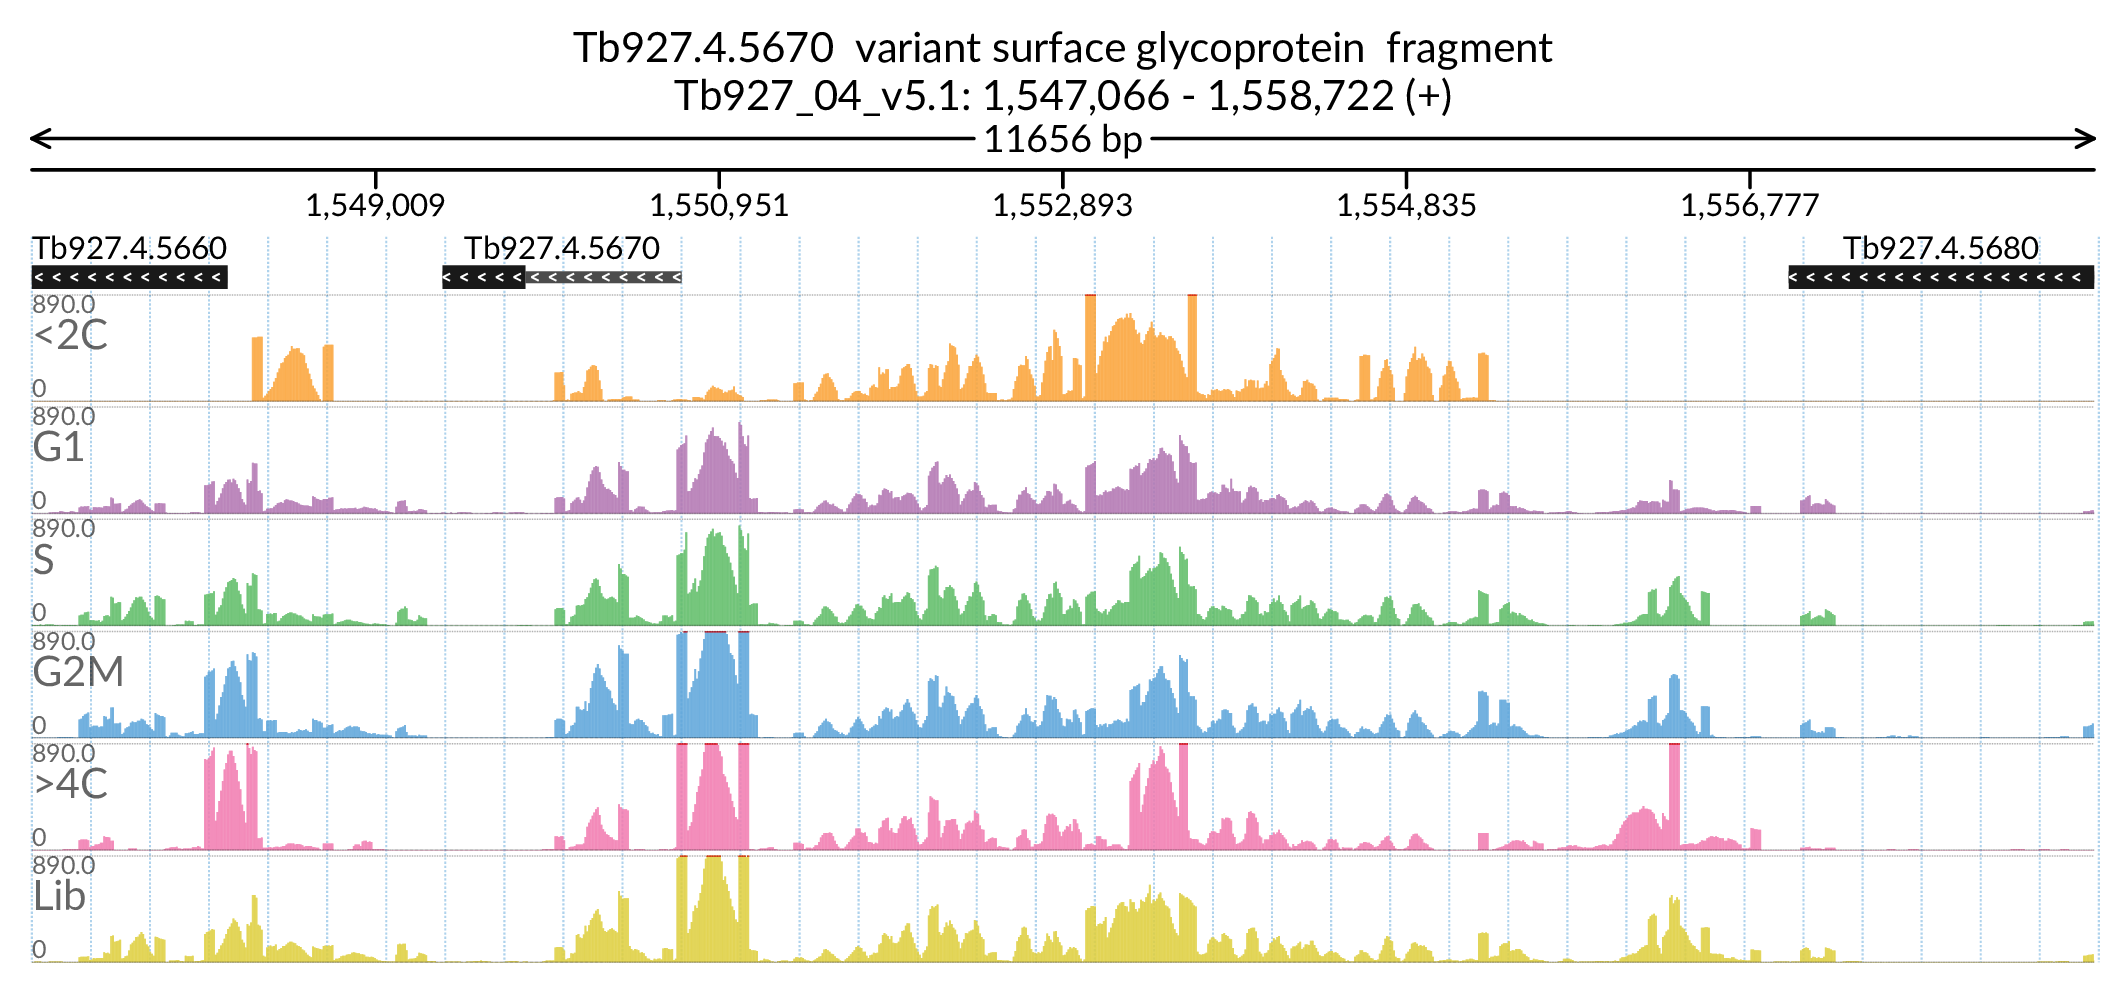 Tb927.4.5670 variant surface glycoprotein fragment
Tb927_04_v5.1: 1,547,066 - 1,558,722 (+)
11656 bp
1,549,009 1,550,951 1,552,893 1,554,835 1,556,777
Tb927.4.5660 Tb927.4.5670 Tb927.4.5680
890.0
<2C
0
890.0
G1
0
890.0
S
0
890.0
G2M
0
890.0
>4C
0
890.0
Lib
0